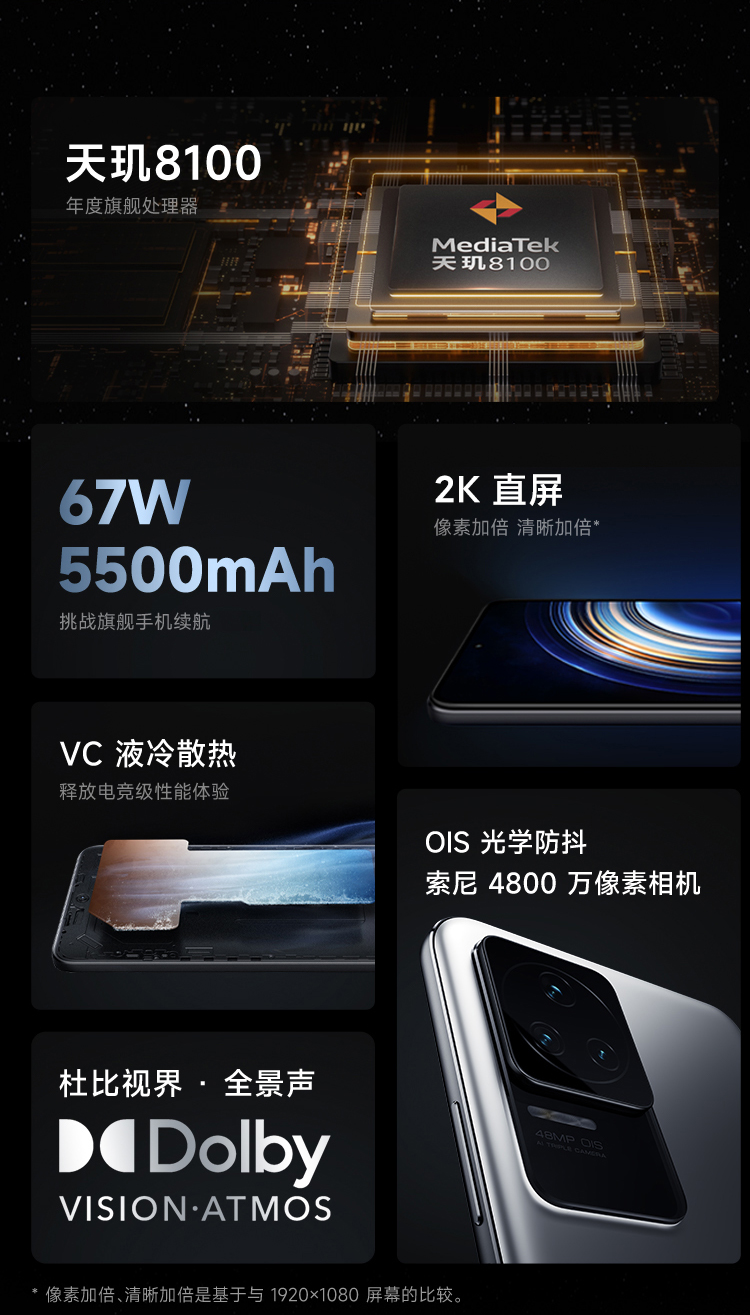 天玑8100
年度旗舰处理器
MediaTek
天玑8100
67W
5500mAh
挑战旗舰手机续航
2K 直屏
像素加倍 清晰加倍*
VC 液冷散热
释放电竞级性能体验
OIS 光学防抖
索尼 4800 万像素相机
48MP OIS
AI TRIPLE CAMERA
杜比视界 · 全景声
Dolby
VISION·ATMOS
* 像素加倍、清晰加倍是基于与 1920×1080 屏幕的比较。